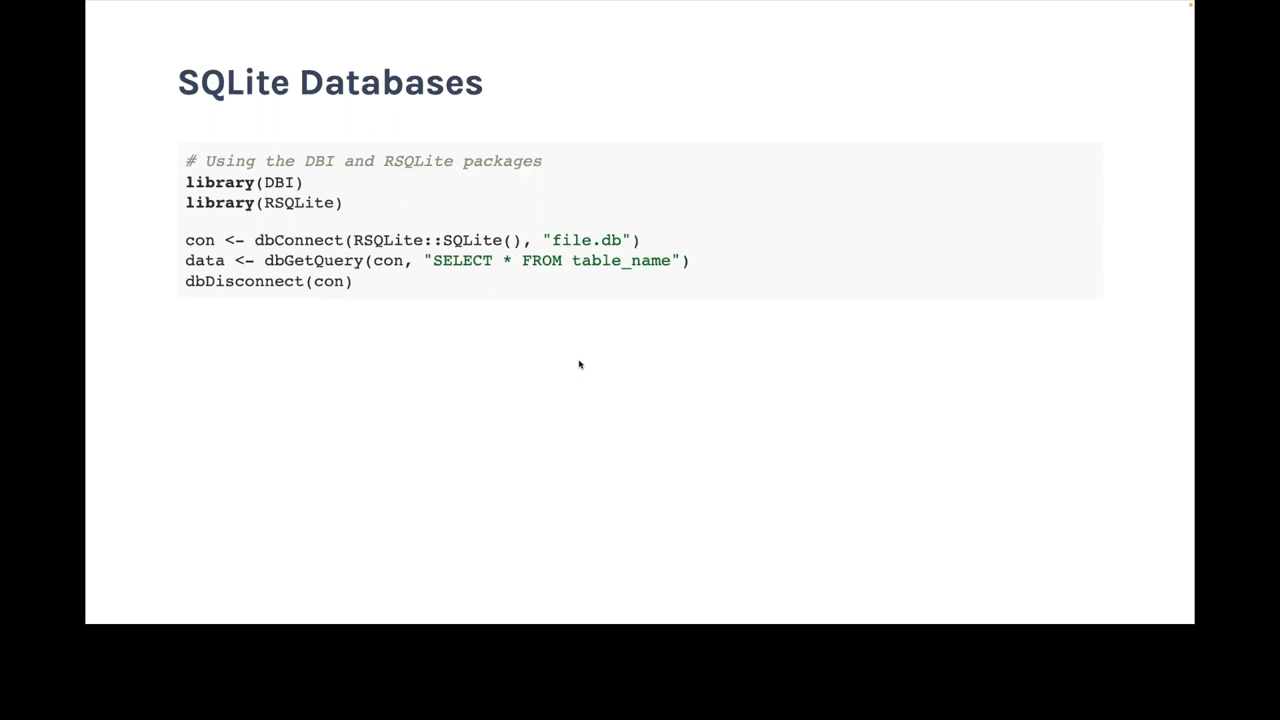 SQLite Databases
# Using the DBI and RSQLite packages
library(DBI)
library(RSQLite)
con <- dbConnect(RSQLite::SQLite(), "file.db")
data <- dbGetQuery(con, "SELECT * FROM table_name")
dbDisconnect(con)